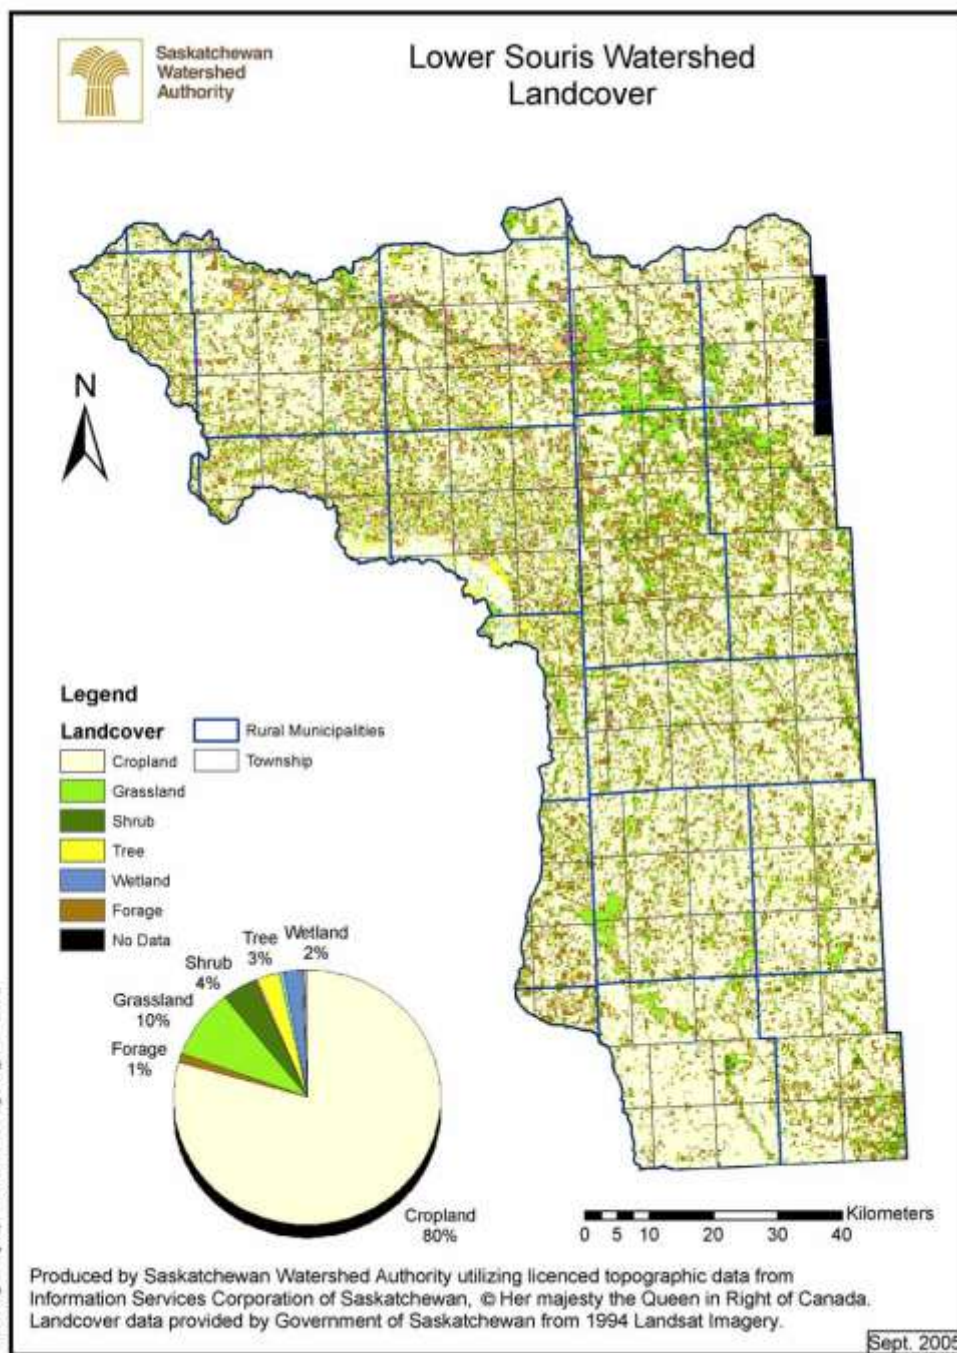 Saskatchewan
Watershed
Authority
Lower Souris Watershed
Landcover
N
Legend
Landcover
Rural Municipalities
Cropland
Township
Grassland
Shrub
Tree
Wetland
Forage
No Data
Tree
3%
Wetland
2%
Shrub
4%
Grassland
10%
Forage
1%
Cropland
80%
Kilometers
0 5 10 20 30 40
Produced by Saskatchewan Watershed Authority utilizing licenced topographic data from
Information Services Corporation of Saskatchewan, © Her majesty the Queen in Right of Canada.
Landcover data provided by Government of Saskatchewan from 1994 Landsat Imagery.
Sept. 2005